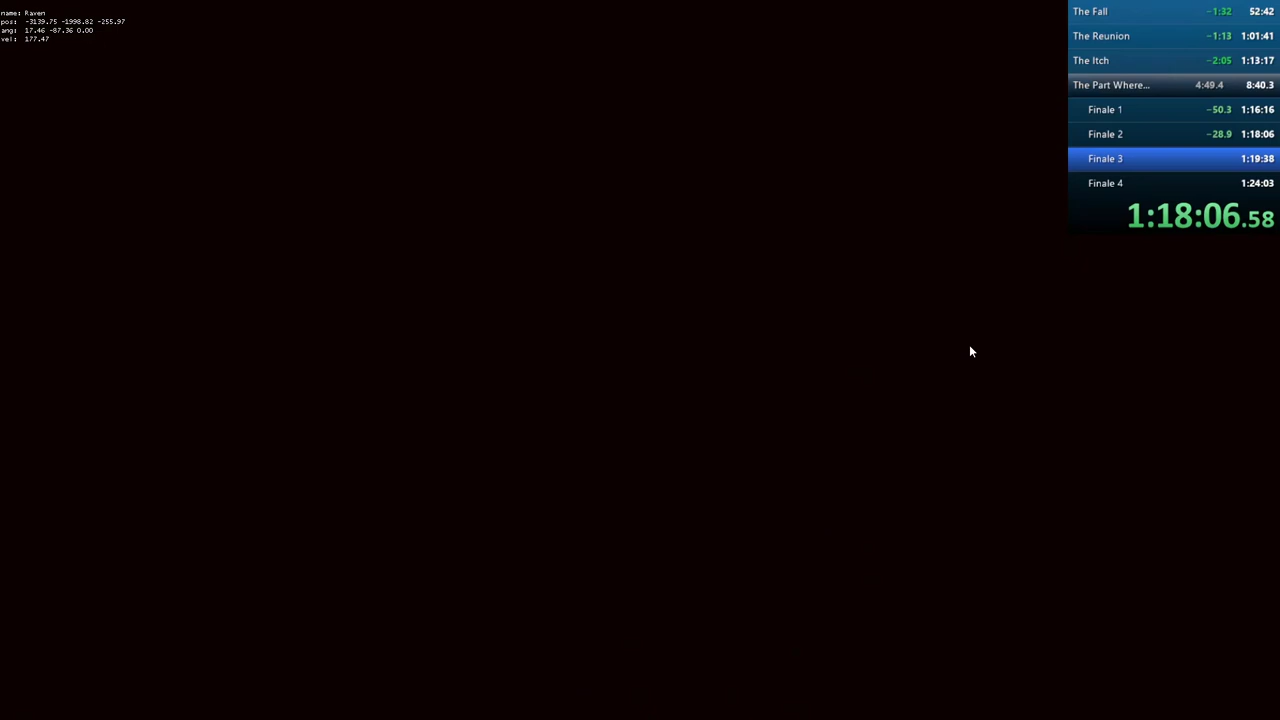 name: Raven
pos: -3139.75 -1998.82 -255.97
ang: 17.46 -87.36 0.00
vel: 177.47
The Fall -1:32 52:42
The Reunion -1:13 1:01:41
The Itch -2:05 1:13:17
The Part Where... 4:49.4 8:40.3
Finale 1 -50.3 1:16:16
Finale 2 -28.9 1:18:06
Finale 3 1:19:38
Finale 4 1:24:03
1:18:06.58